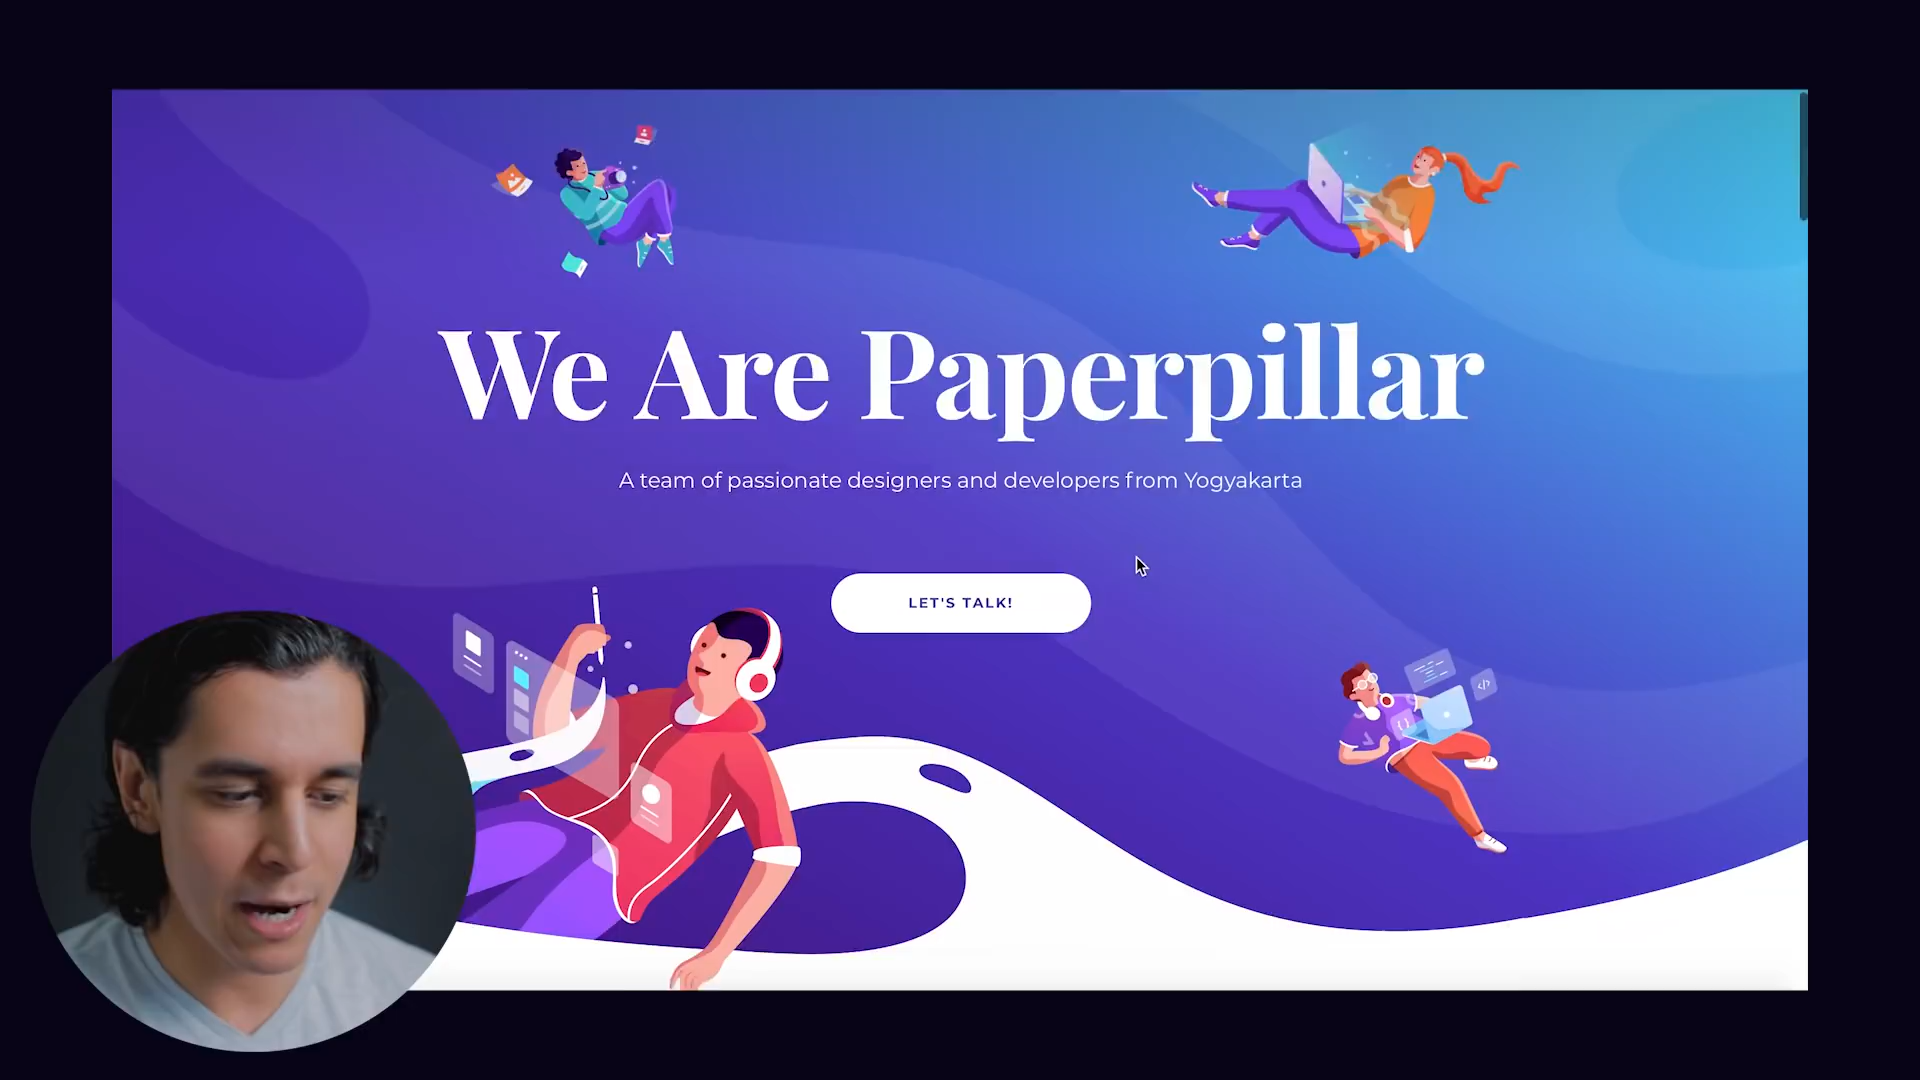 We Are Paperpillar
A team of passionate designers and developers from Yogyakarta
LET'S TALK!